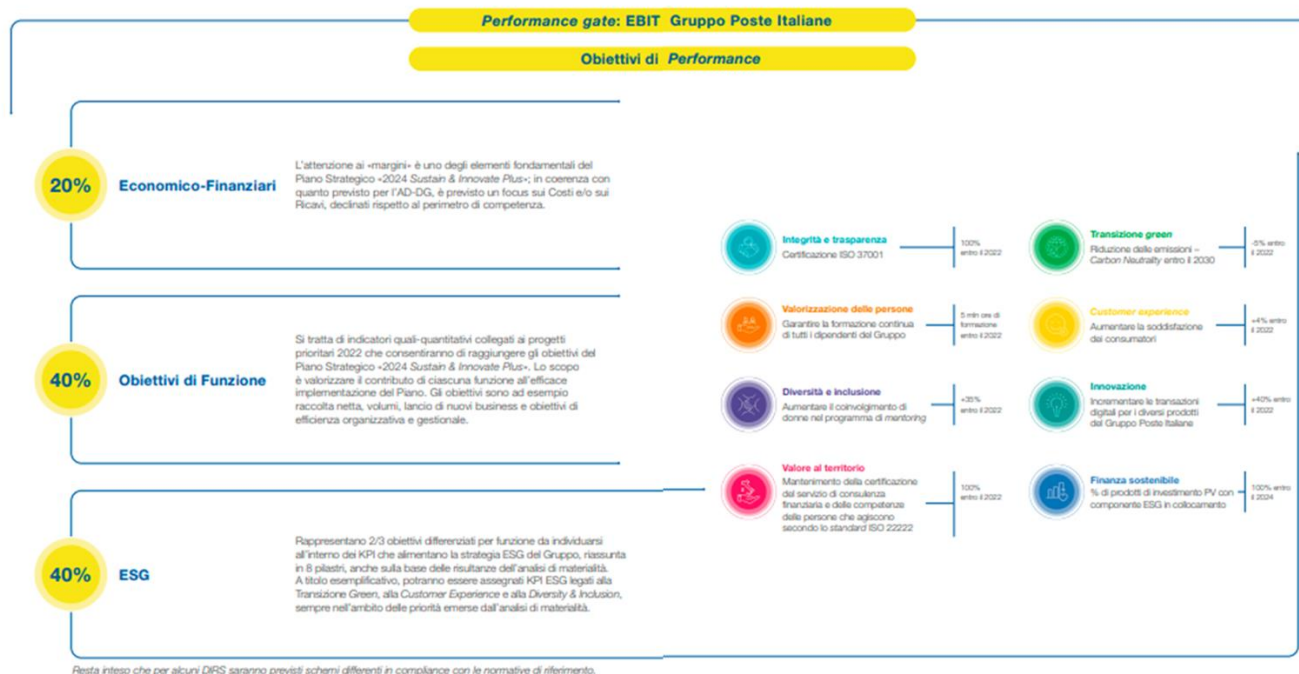 Performance gate: EBIT Gruppo Poste Italiane
Obiettivi di Performance
20%
Economico-Finanziari
L'attenzione ai «margini» è uno degli elementi fondamentali del
Piano Strategico «2024 Sustain & Innovate Plus»; in coerenza con
quanto previsto per l'AD-DG, è previsto un focus sui Costi e/o sui
Ricavi, declinati rispetto al perimetro di competenza.
40%
Obiettivi di Funzione
Si tratta di indicatori quali-quantitativi collegati ai progetti
prioritari 2022 che consentiranno di raggiungere gli obiettivi del
Piano Strategico «2024 Sustain & Innovate Plus». Lo scopo
è valorizzare il contributo di ciascuna funzione all'efficace
implementazione del Piano. Gli obiettivi sono ad esempio
raccolta netta, volumi, lancio di nuovi business e obiettivi di
efficienza organizzativa e gestionale.
40%
ESG
Rappresentano 2/3 obiettivi differenziati per funzione da individuarsi
all'interno dei KPI che alimentano la strategia ESG del Gruppo, riassunta
in 8 pilastri, anche sulla base delle risultanze dell'analisi di materialità.
A titolo esemplificativo, potranno essere assegnati KPI ESG legati alla
Transizione Green, alla Customer Experience e alla Diversity & Inclusion,
sempre nell'ambito delle priorità emerse dall'analisi di materialità.
Integrità e trasparenza
Certificazione ISO 37001
100%
entro il 2022
Transizione green
Riduzione delle emissioni –
Carbon Neutrality entro il 2030
-5% entro
il 2022
Valorizzazione delle persone
Garantire la formazione continua
di tutti i dipendenti del Gruppo
5 mln ore di
formazione
entro il 2022
Customer experience
Aumentare la soddisfazione
dei consumatori
+4% entro
il 2022
Diversità e inclusione
Aumentare il coinvolgimento di
donne nel programma di mentoring
+35%
entro il 2022
Innovazione
Incrementare le transazioni
digitali per i diversi prodotti
del Gruppo Poste Italiane
+40% entro
il 2022
Valore al territorio
Mantenimento della certificazione
del servizio di consulenza
finanziaria e delle competenze
delle persone che agiscono
secondo lo standard ISO 22222
100%
entro il 2022
Finanza sostenibile
% di prodotti di investimento PV con
componente ESG in collocamento
100% entro
il 2024
Resta inteso che per alcuni DIRS saranno previsti schemi differenti in compliance con le normative di riferimento.